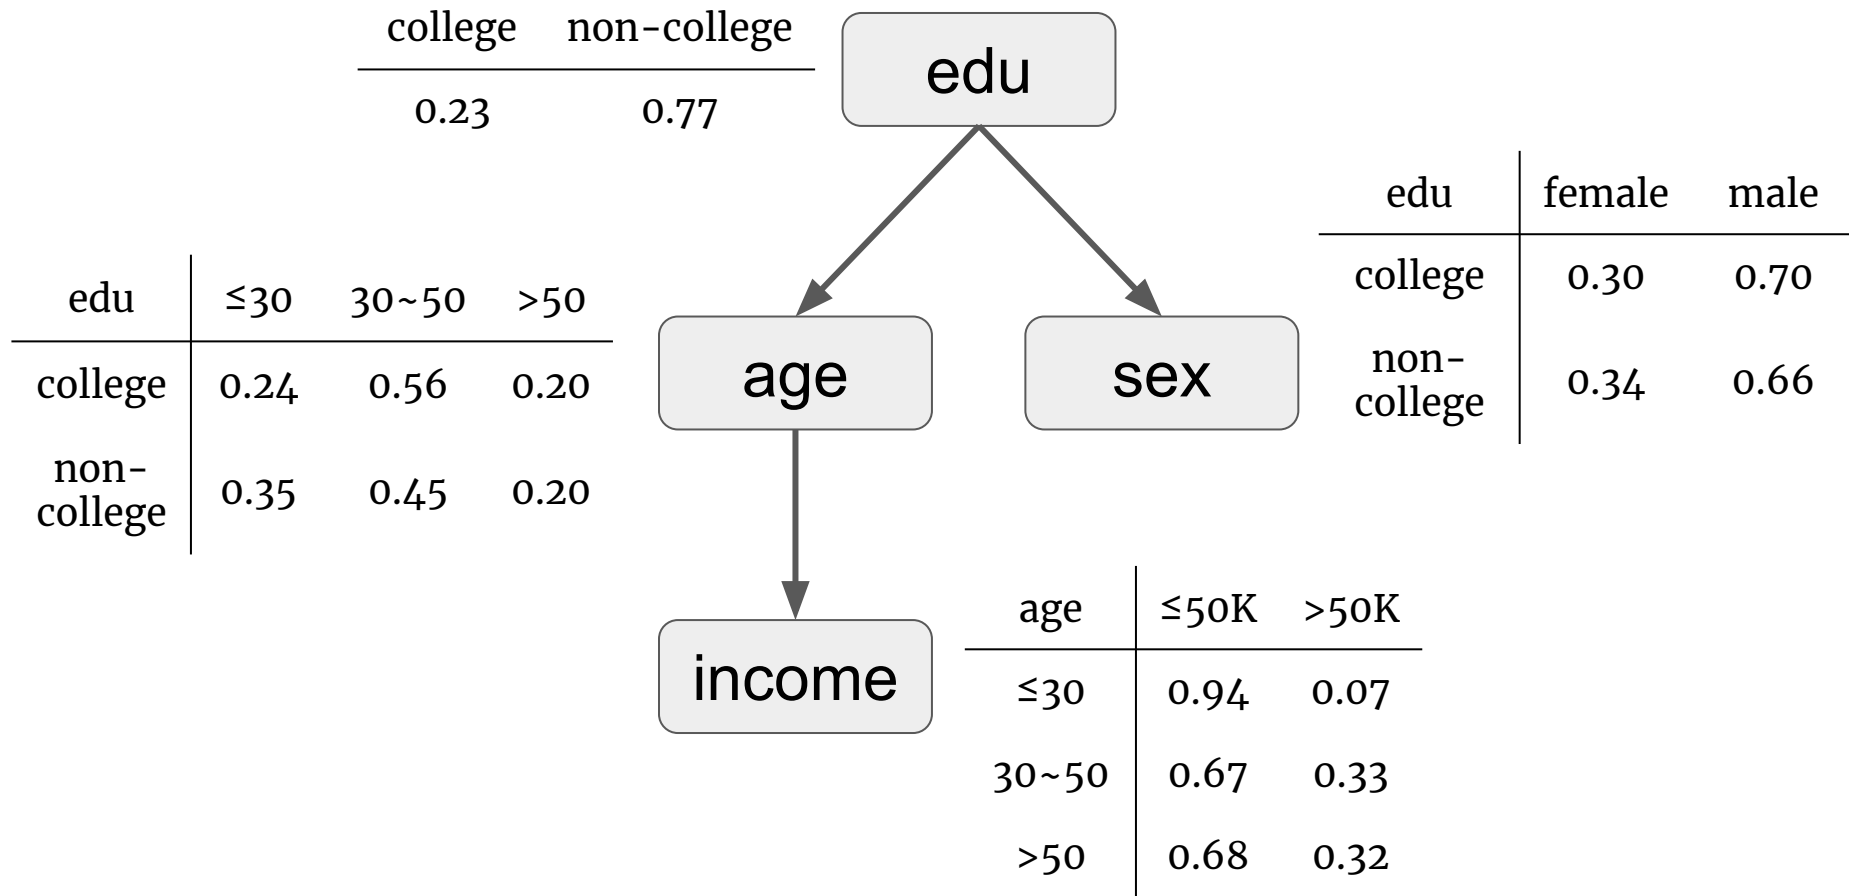 college non-college
0.23 0.77
edu
edu female male
college 0.30 0.70
non-
college 0.34 0.66
edu ≤30 30~50 >50
college 0.24 0.56 0.20
non-
college 0.35 0.45 0.20
age
sex
income
age ≤50K >50K
≤30 0.94 0.07
30~50 0.67 0.33
>50 0.68 0.32